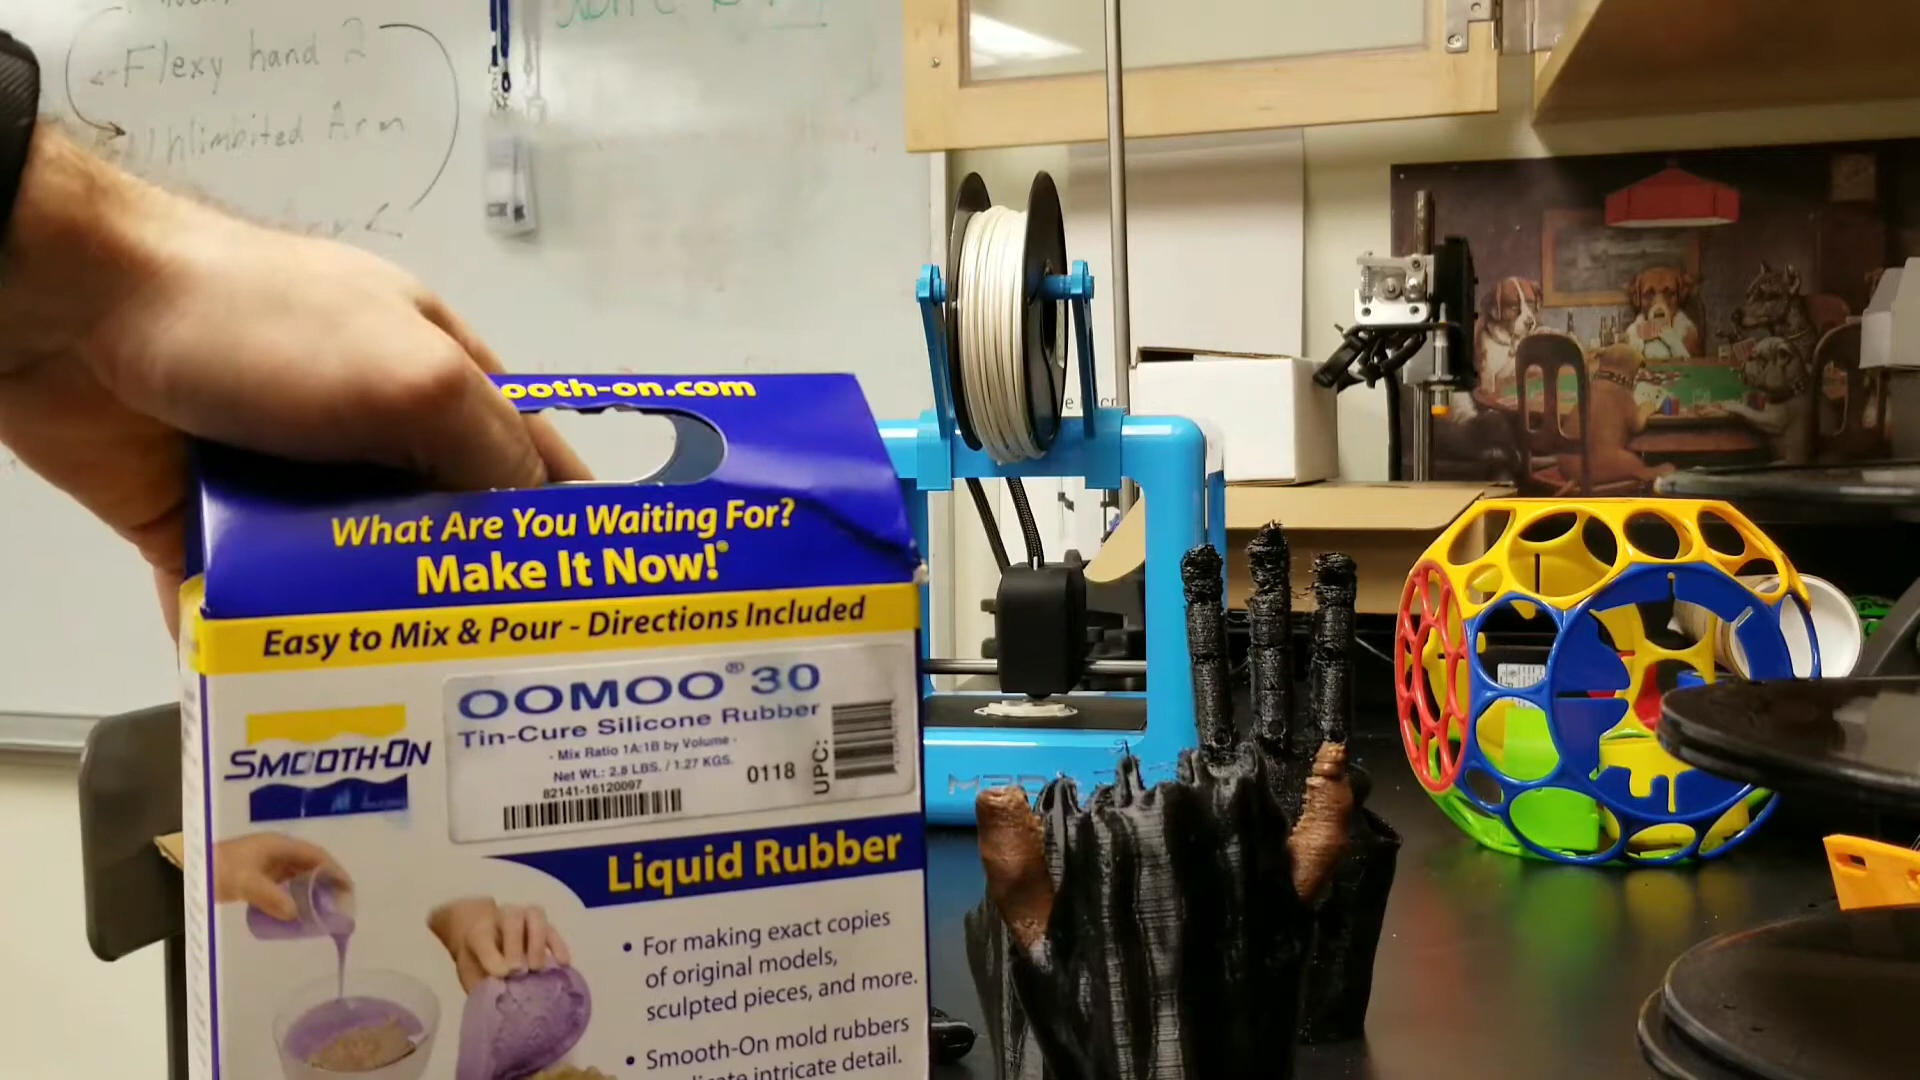 Flexy hand 2
Unlimbited Arm
ooth-on.com
What Are You Waiting For?
Make It Now!®
Easy to Mix & Pour - Directions Included
OOMOO® 30
Tin-Cure Silicone Rubber
- Mix Ratio 1A:1B by Volume -
Net Wt.: 2.8 LBS. / 1.27 KGS.
82141-16120097
0118
UPC:
SMOOTH-ON
Liquid Rubber
• For making exact copies
of original models,
sculpted pieces, and more.
• Smooth-On mold rubbers
intricate detail.